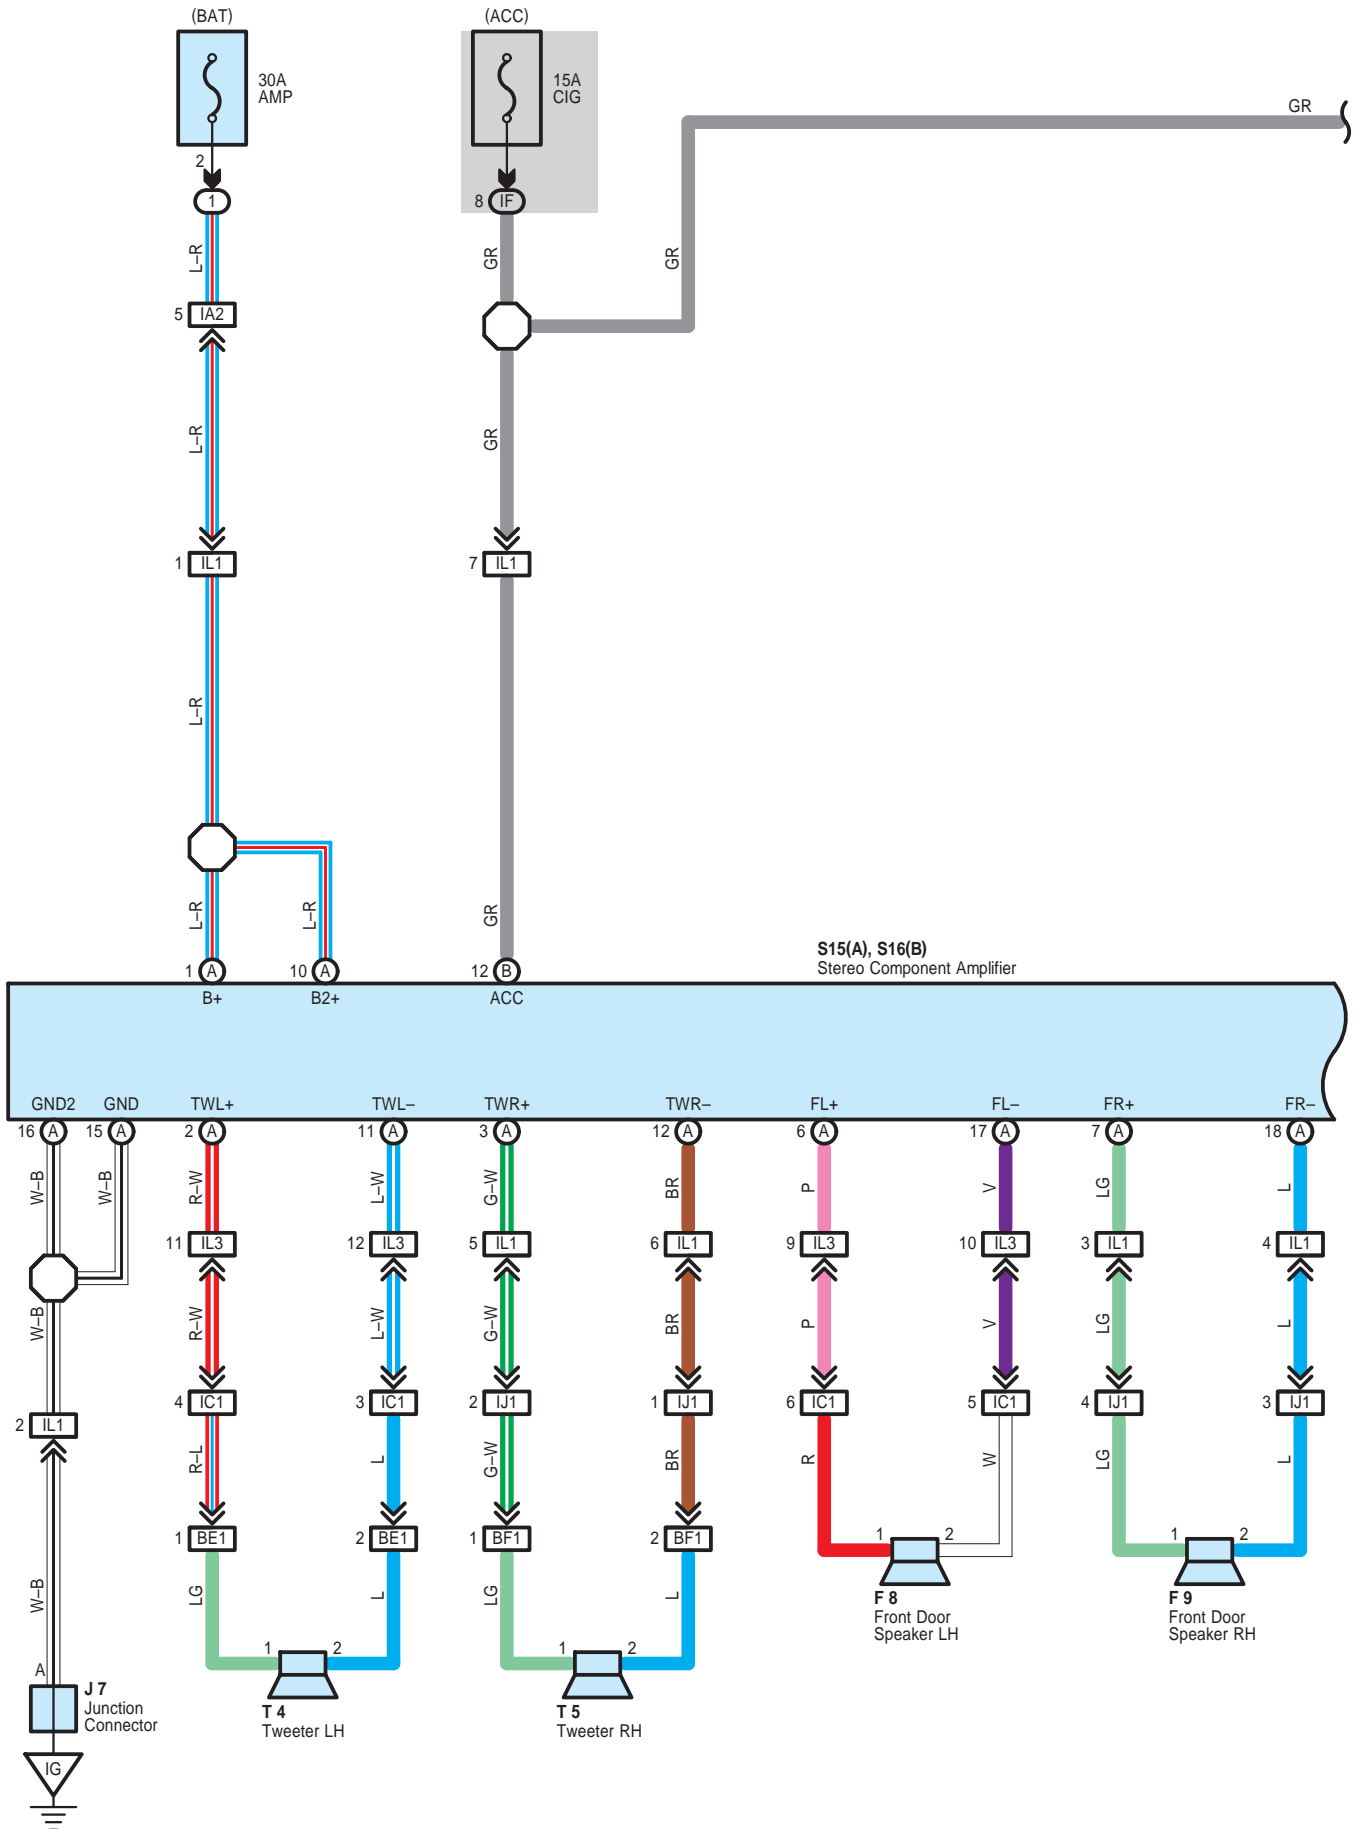 (BAT)
(ACC)
30A
AMP
15A
CIG
GR
2
1
8
IF
L–R
GR
GR
5
IA2
L–R
GR
1
IL1
7
IL1
L–R
L–R
L–R
GR
S15(A), S16(B)
Stereo Component Amplifier
1
A
10
A
12
B
B+
B2+
ACC
GND2
GND
TWL+
TWL–
TWR+
TWR–
FL+
FL–
FR+
FR–
16
A
15
A
2
A
11
A
3
A
12
A
6
A
17
A
7
A
18
A
W–B
W–B
R–W
L–W
G–W
BR
P
V
LG
L
11
IL3
12
IL3
5
IL1
6
IL1
9
IL3
10
IL3
3
IL1
4
IL1
W–B
R–W
L–W
G–W
BR
P
V
LG
L
2
IL1
4
IC1
3
IC1
2
IJ1
1
IJ1
6
IC1
5
IC1
4
IJ1
3
IJ1
R–L
L
G–W
BR
R
W
LG
L
1
BE1
2
BE1
1
BF1
2
BF1
1
2
1
2
W–B
LG
L
LG
L
F 8
Front Door
Speaker LH
F 9
Front Door
Speaker RH
1
2
1
2
A
J 7
Junction
Connector
T 4
Tweeter LH
T 5
Tweeter RH
IG